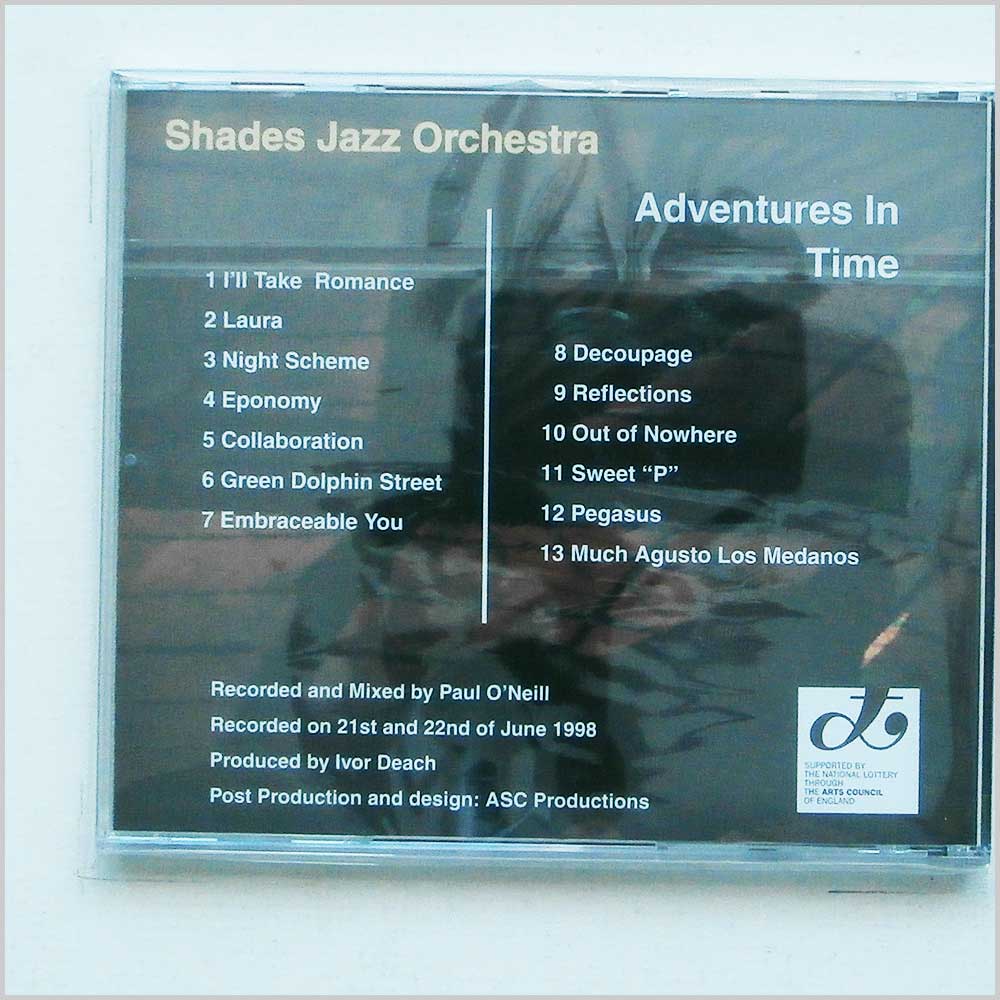 Shades Jazz Orchestra
Adventures In
Time
1 I'll Take  Romance
2 Laura
3 Night Scheme
4 Eponomy
5 Collaboration
6 Green Dolphin Street
7 Embraceable You
8 Decoupage
9 Reflections
10 Out of Nowhere
11 Sweet “P”
12 Pegasus
13 Much Agusto Los Medanos
Recorded and Mixed by Paul O'Neill
Recorded on 21st and 22nd of June 1998
Produced by Ivor Deach
Post Production and design: ASC Productions
SUPPORTED BY
THE NATIONAL LOTTERY
THROUGH
THE ARTS COUNCIL
OF ENGLAND